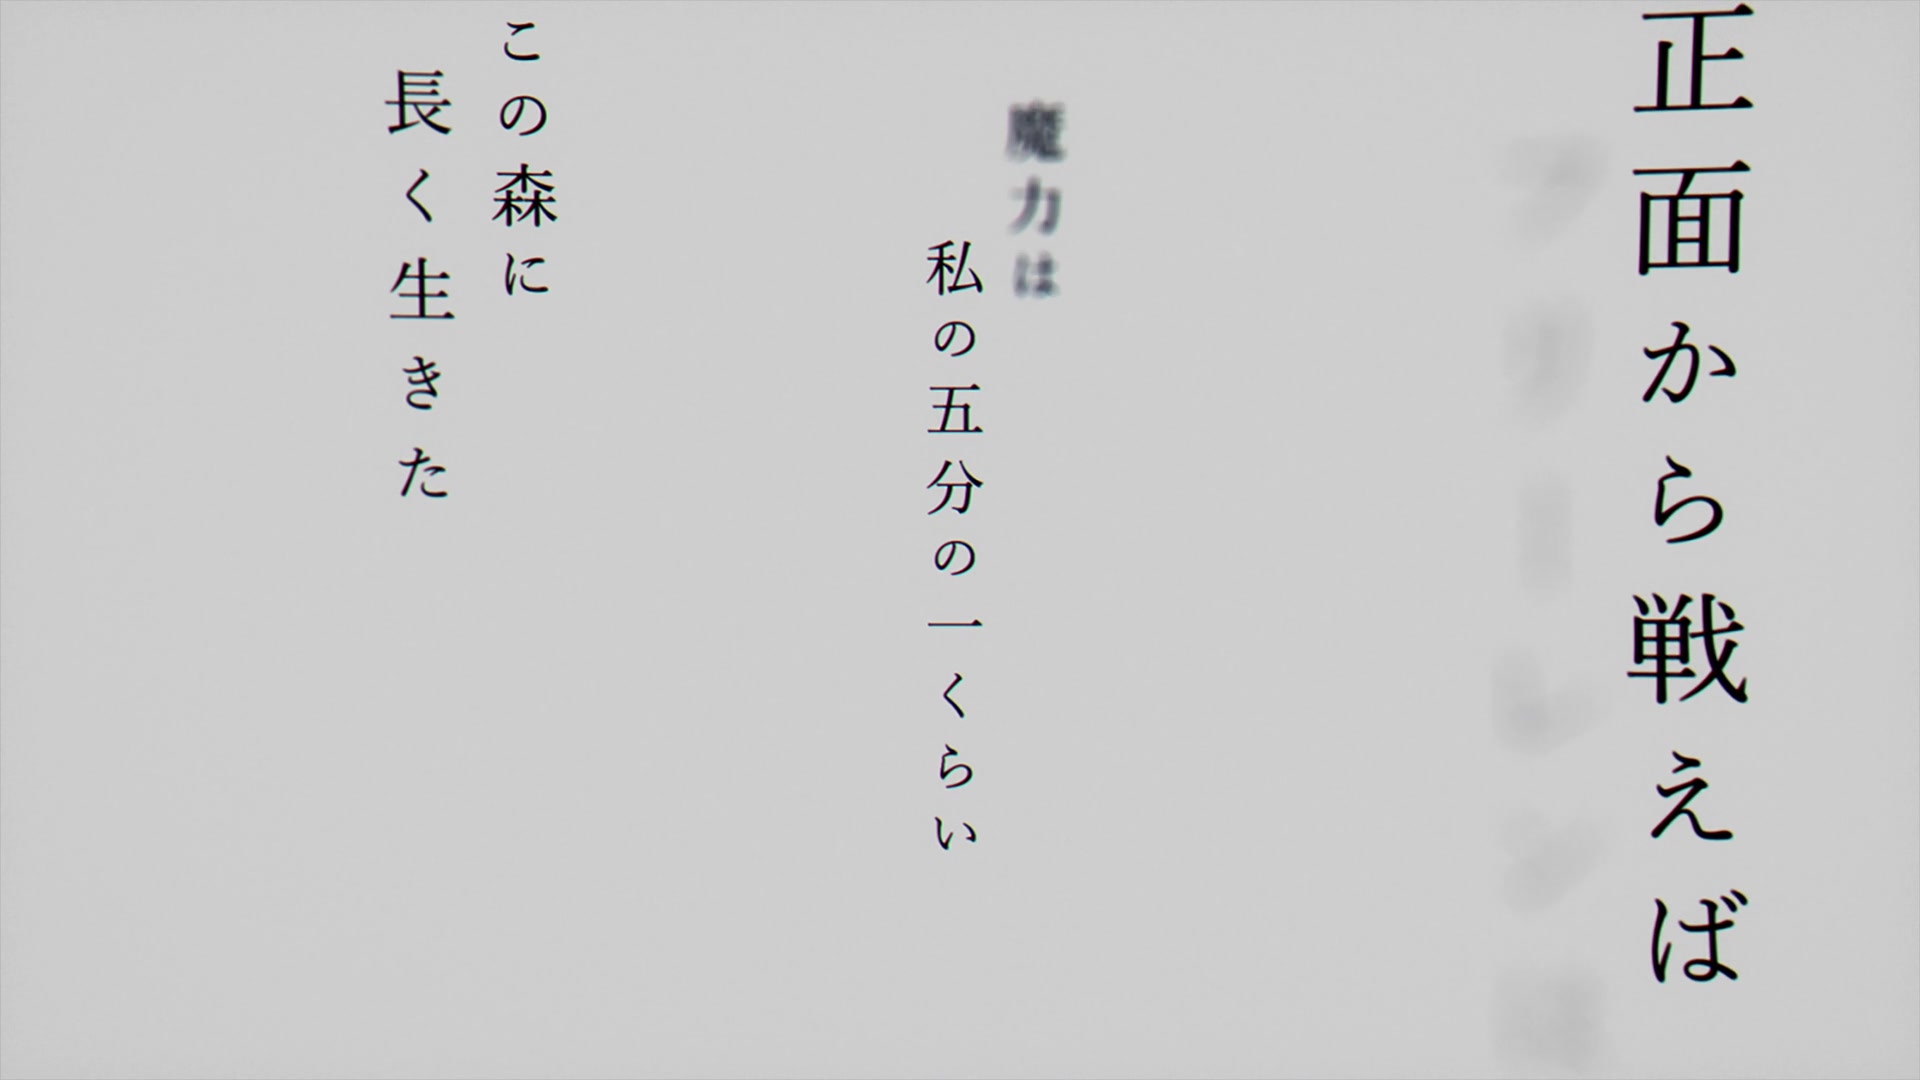 正面から戦えば
魔力は
私の五分の一くらい
この森に
長く生きた